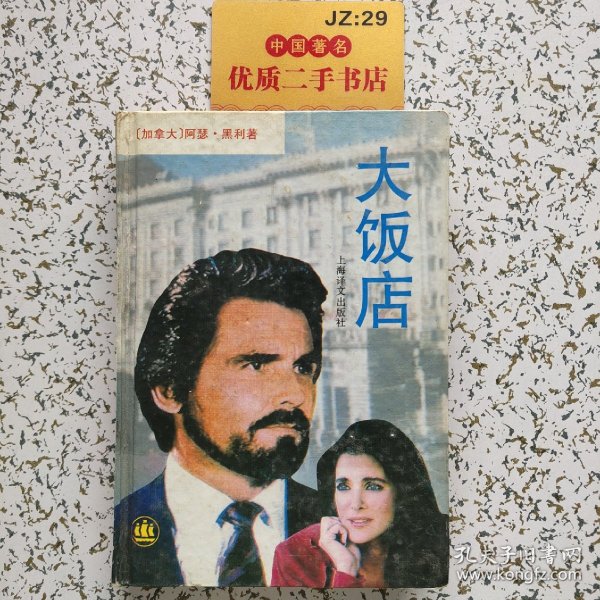 JZ:29
中国著名
优质二手书店
〔加拿大〕阿瑟·黑利著
大饭店
上海译文出版社
孔夫子旧书网
www.kongfz.com